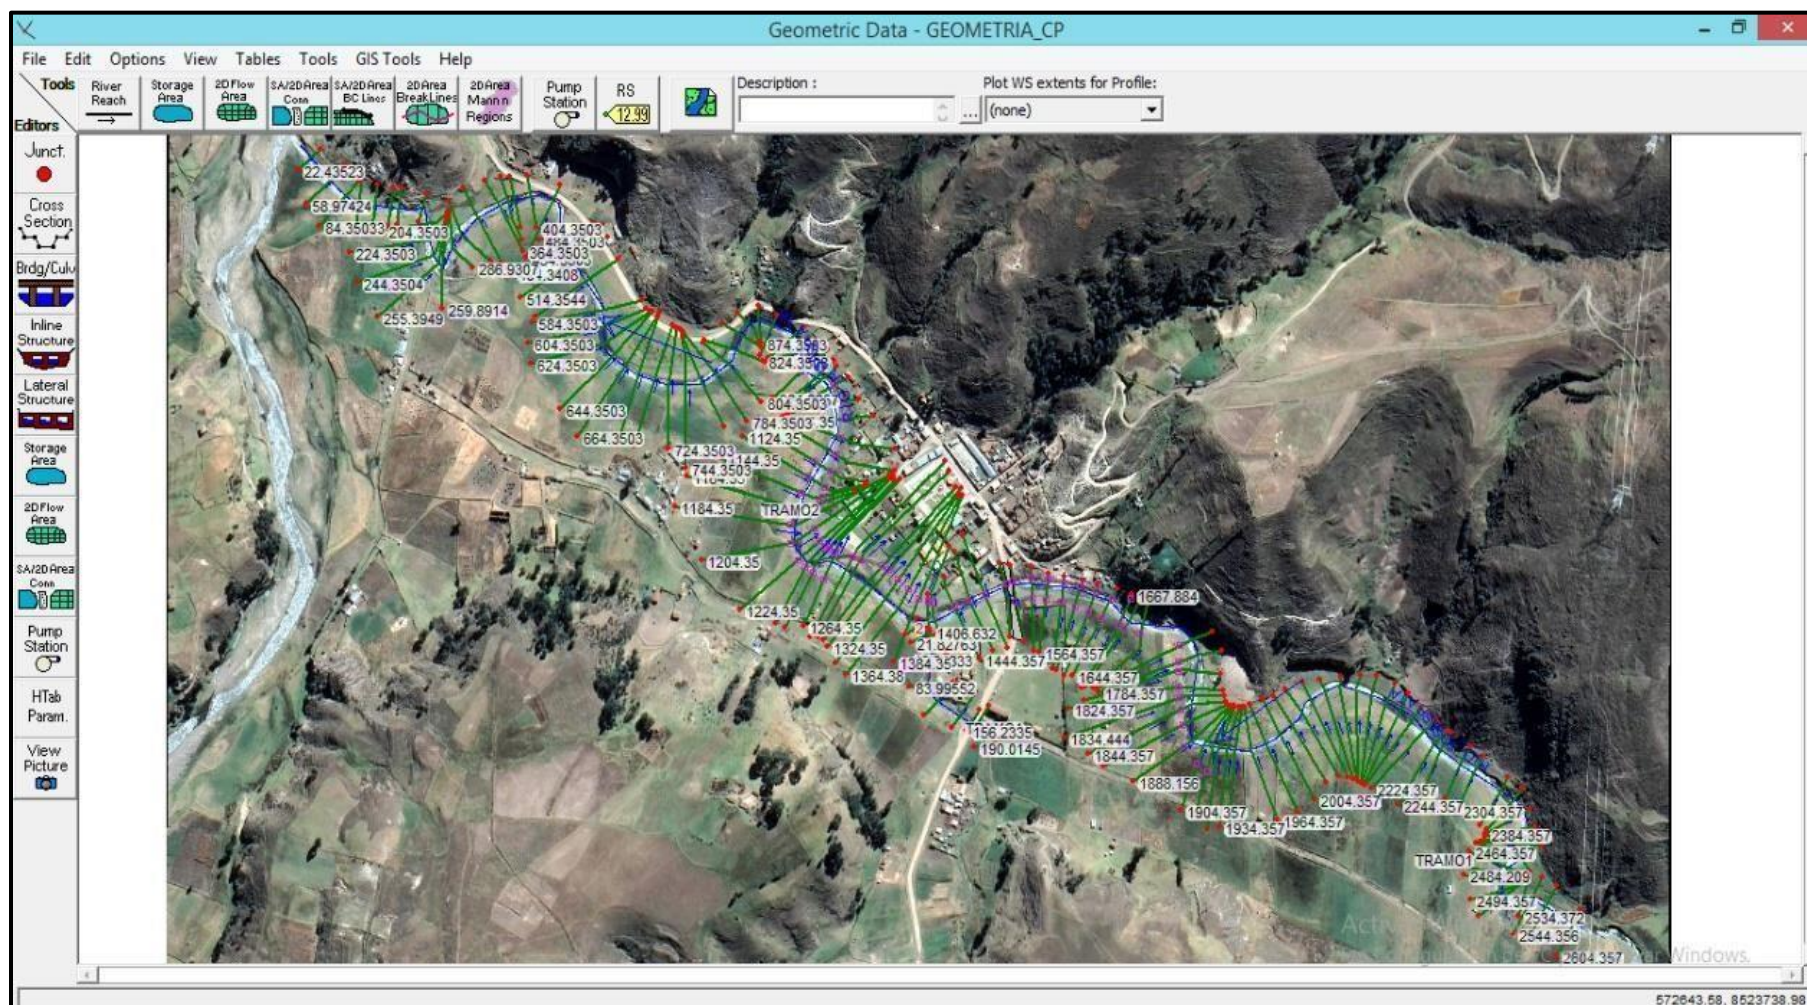 Geometric Data - GEOMETRIA_CP
File Edit Options View Tables Tools GIS Tools Help
Tools
Editors
River Reach
Storage Area
2D Flow Area
SA/2D Area Conn
SA/2D Area BC Lines
2D Area BreakLines
2D Area Mann n Regions
Pump Station
RS
12.99
Description :
...
Plot WS extents for Profile:
(none)
Junct.
Cross Section
Brdg/Culv
Inline Structure
Lateral Structure
Storage Area
2D Flow Area
SA/2D Area Conn
Pump Station
HTab Param.
View Picture
22.43523
58.97424
84.35033
204.3503
224.3503
244.3504
255.3949
259.8914
286.9307
404.3503
484.3503
364.3503
514.3544
584.3503
604.3503
624.3503
644.3503
664.3503
724.3503
744.3503
874.3503
824.3503
804.3503
784.3503
1124.35
1184.35
TRAMO2
1204.35
1224.35
1264.35
1324.35
1364.38
1384.35
1406.632
21.82763
83.99552
156.2335
190.0145
1444.357
1564.357
1644.357
1667.884
1784.357
1824.357
1834.444
1844.357
1888.156
1904.357
1934.357
1964.357
2004.357
2224.357
2244.357
2304.357
2384.357
TRAMO1
2464.357
2484.209
2494.357
2534.372
2544.356
2604.357
Windows.
572643.58, 8523738.98